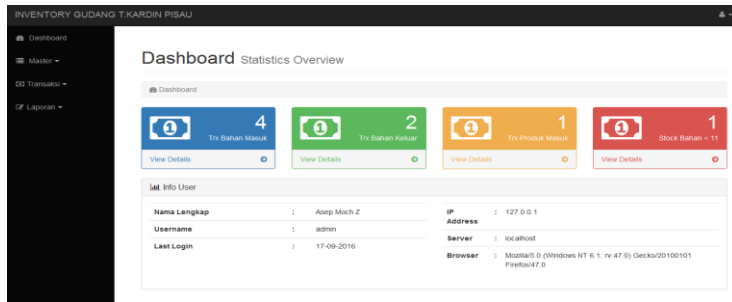 INVENTORY GUDANG T.KARDIN PISAU
Dashboard
Master
Transaksi
Laporan
Dashboard Statistics Overview
Dashboard
4
Trx Bahan Masuk
View Details
2
Trx Bahan Keluar
View Details
1
Trx Produk Masuk
View Details
1
Stock Bahan < 11
View Details
Info User
Nama Lengkap : Asep Moch Z
Username : admin
Last Login : 17-09-2016
IP Address : 127.0.0.1
Server : localhost
Browser : Mozilla/5.0 (Windows NT 6.1; rv:47.0) Gecko/20100101
Firefox/47.0